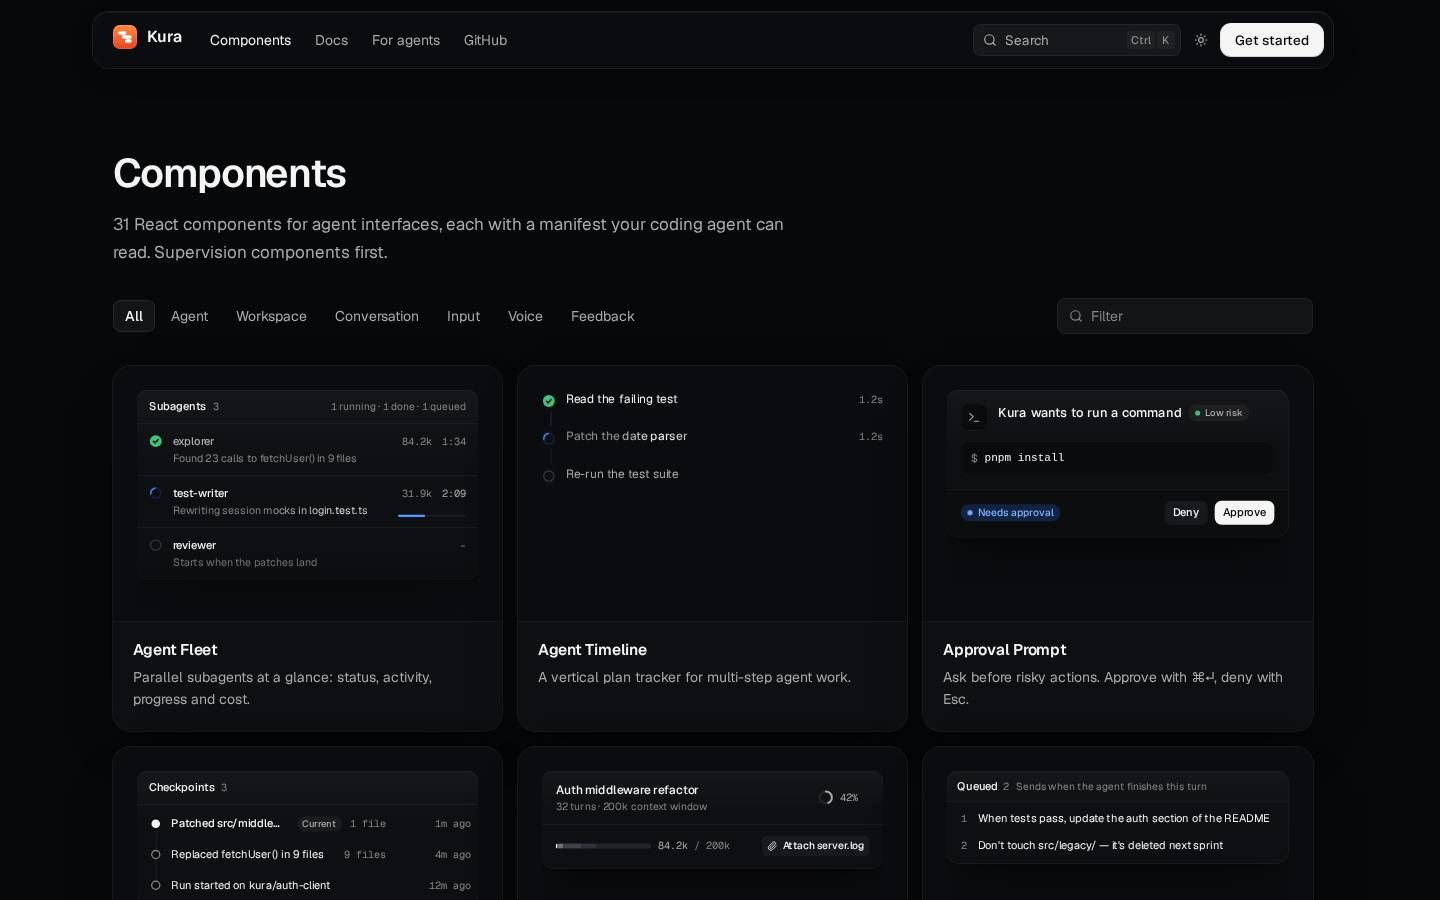 Kura
Components
Docs
For agents
GitHub
Search
Ctrl K
Get started
Components
31 React components for agent interfaces, each with a manifest your coding agent can
read. Supervision components first.
All
Agent
Workspace
Conversation
Input
Voice
Feedback
Filter
Subagents 3
1 running · 1 done · 1 queued
explorer
84.2k 1:34
Found 23 calls to fetchUser() in 9 files
test-writer
31.9k 2:09
Rewriting session mocks in login.test.ts
reviewer
–
Starts when the patches land
Agent Fleet
Parallel subagents at a glance: status, activity,
progress and cost.
Read the failing test
1.2s
Patch the date parser
1.2s
Re-run the test suite
Agent Timeline
A vertical plan tracker for multi-step agent work.
Kura wants to run a command
Low risk
$ pnpm install
Needs approval
Deny
Approve
Approval Prompt
Ask before risky actions. Approve with ⌘⏎, deny with
Esc.
Checkpoints 3
Patched src/middle...
Current
1 file
1m ago
Replaced fetchUser() in 9 files
9 files
4m ago
Run started on kura/auth-client
12m ago
Auth middleware refactor
32 turns · 200k context window
42%
84.2k / 200k
Attach server.log
Queued 2 Sends when the agent finishes this turn
1 When tests pass, update the auth section of the README
2 Don't touch src/legacy/ — it's deleted next sprint